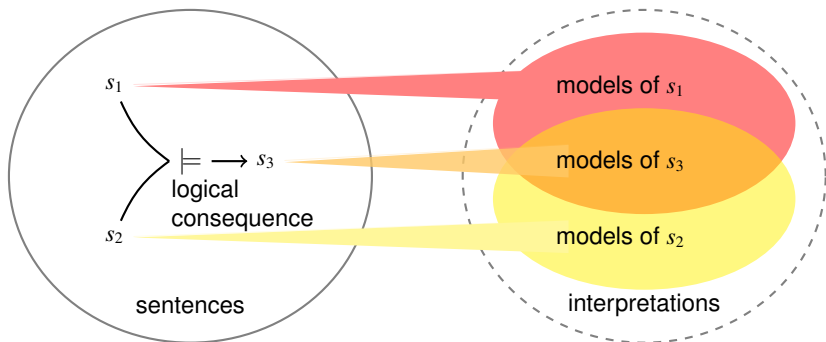 s1
models of s1
⊨
s3
models of s3
logical
consequence
s2
models of s2
sentences
interpretations